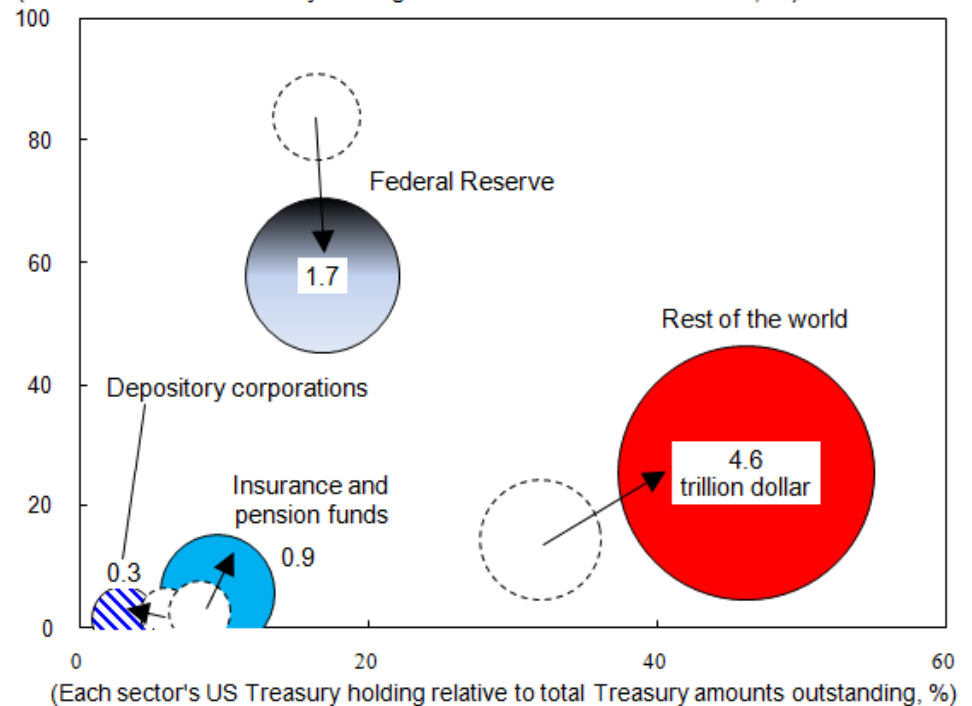 100
80
Federal Reserve
60
1.7
Rest of the world
40
Depository corporations
4.6
trillion dollar
Insurance and
pension funds
20
0.9
0.3
0
0 20 40 60
(Each sector's US Treasury holding relative to total Treasury amounts outstanding, %)